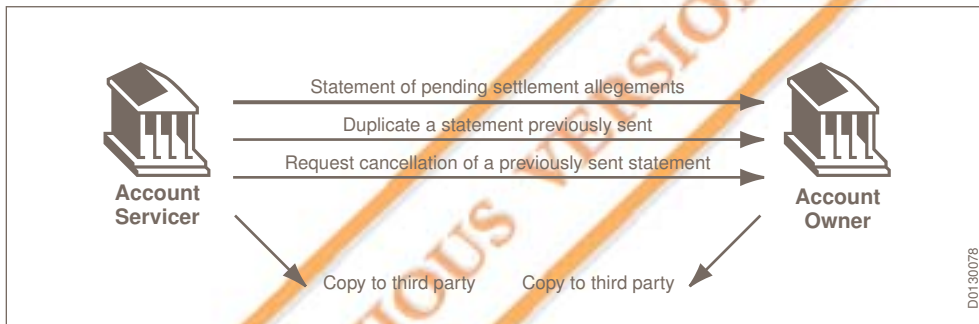 Statement of pending settlement allegements
Duplicate a statement previously sent
Request cancellation of a previously sent statement
Account
Servicer
Account
Owner
Copy to third party
Copy to third party
D0130078